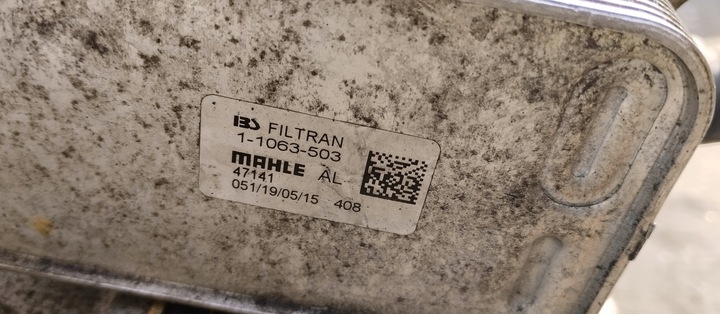 IBS FILTRAN
1-1063-503
MAHLE AL
47141
051/19/05/15 408